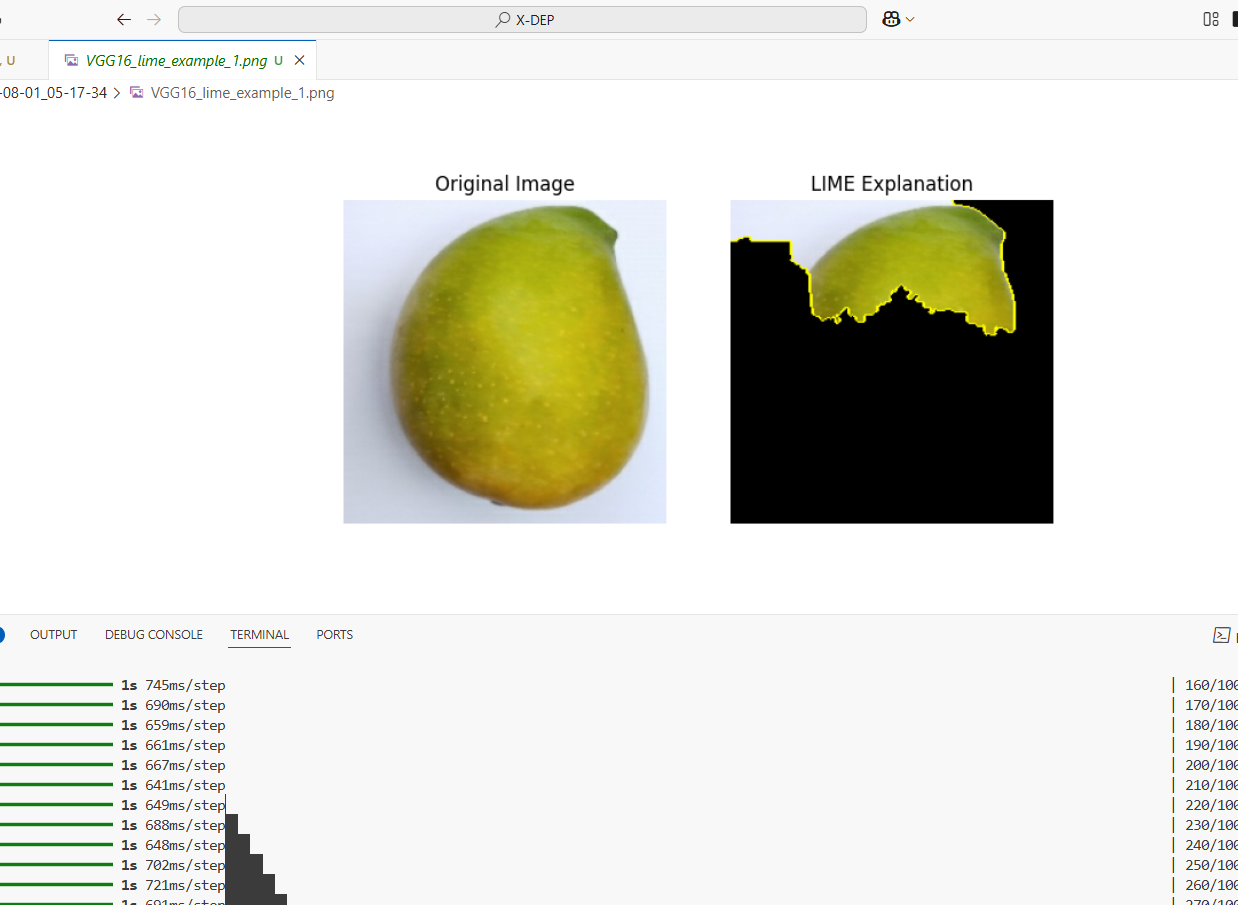 X-DEP
, U
VGG16_lime_example_1.png U
-08-01_05-17-34 > VGG16_lime_example_1.png
Original Image
LIME Explanation
OUTPUT DEBUG CONSOLE TERMINAL PORTS
1s 745ms/step | 160/100
1s 690ms/step | 170/100
1s 659ms/step | 180/100
1s 661ms/step | 190/100
1s 667ms/step | 200/100
1s 641ms/step | 210/100
1s 649ms/step | 220/100
1s 688ms/step | 230/100
1s 648ms/step | 240/100
1s 702ms/step | 250/100
1s 721ms/step | 260/100
1s 691ms/step | 270/100